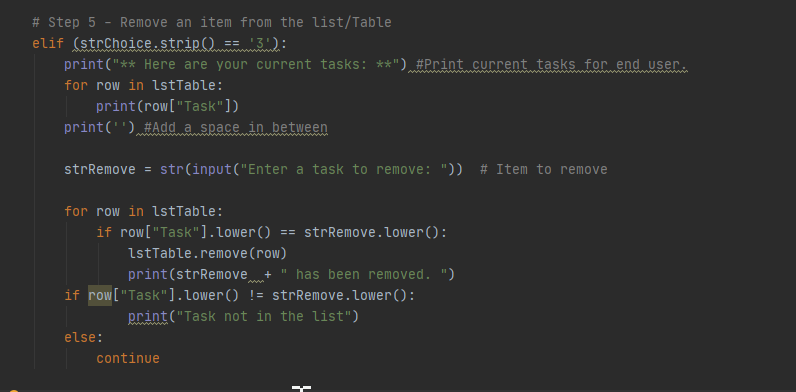 # Step 5 - Remove an item from the list/Table
elif (strChoice.strip() == '3'):
print("** Here are your current tasks: **") #Print current tasks for end user.
for row in lstTable:
print(row["Task"])
print('') #Add a space in between
strRemove = str(input("Enter a task to remove: "))  # Item to remove
for row in lstTable:
if row["Task"].lower() == strRemove.lower():
lstTable.remove(row)
print(strRemove  + " has been removed. ")
if row["Task"].lower() != strRemove.lower():
print("Task not in the list")
else:
continue